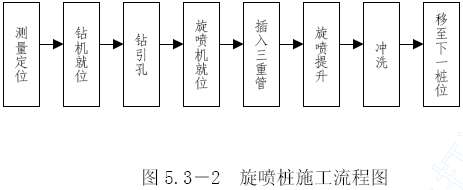 测量定位
钻机就位
钻引孔
旋喷机就位
插入三重管
旋喷提升
冲洗
移至下一桩位
图 5.3－2 旋喷桩施工流程图